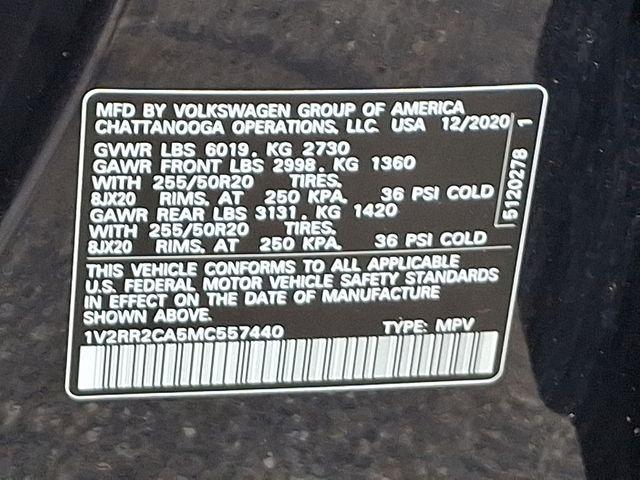 MFD BY VOLKSWAGEN GROUP OF AMERICA
CHATTANOOGA OPERATIONS, LLC. USA 12/2020
GVWR LBS 6019, KG 2730
GAWR FRONT LBS 2998, KG 1360
WITH 255/50R20 TIRES,
8JX20 RIMS, AT 250 KPA, 36 PSI COLD
GAWR REAR LBS 3131, KG 1420
WITH 255/50R20 TIRES,
8JX20 RIMS, AT 250 KPA, 36 PSI COLD
5120278 1
THIS VEHICLE CONFORMS TO ALL APPLICABLE
U.S. FEDERAL MOTOR VEHICLE SAFETY STANDARDS
IN EFFECT ON THE DATE OF MANUFACTURE
SHOWN ABOVE.
1V2RR2CA5MC557440 TYPE: MPV